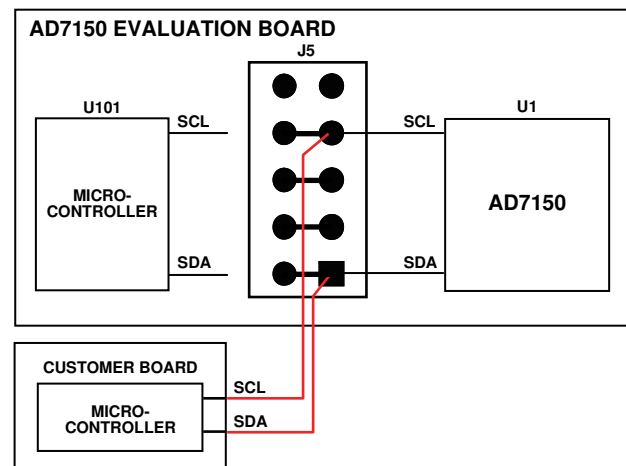 AD7150 EVALUATION BOARD
J5
U101
SCL
SCL
U1
MICRO-
CONTROLLER
AD7150
SDA
SDA
CUSTOMER BOARD
SCL
MICRO-
CONTROLLER
SDA